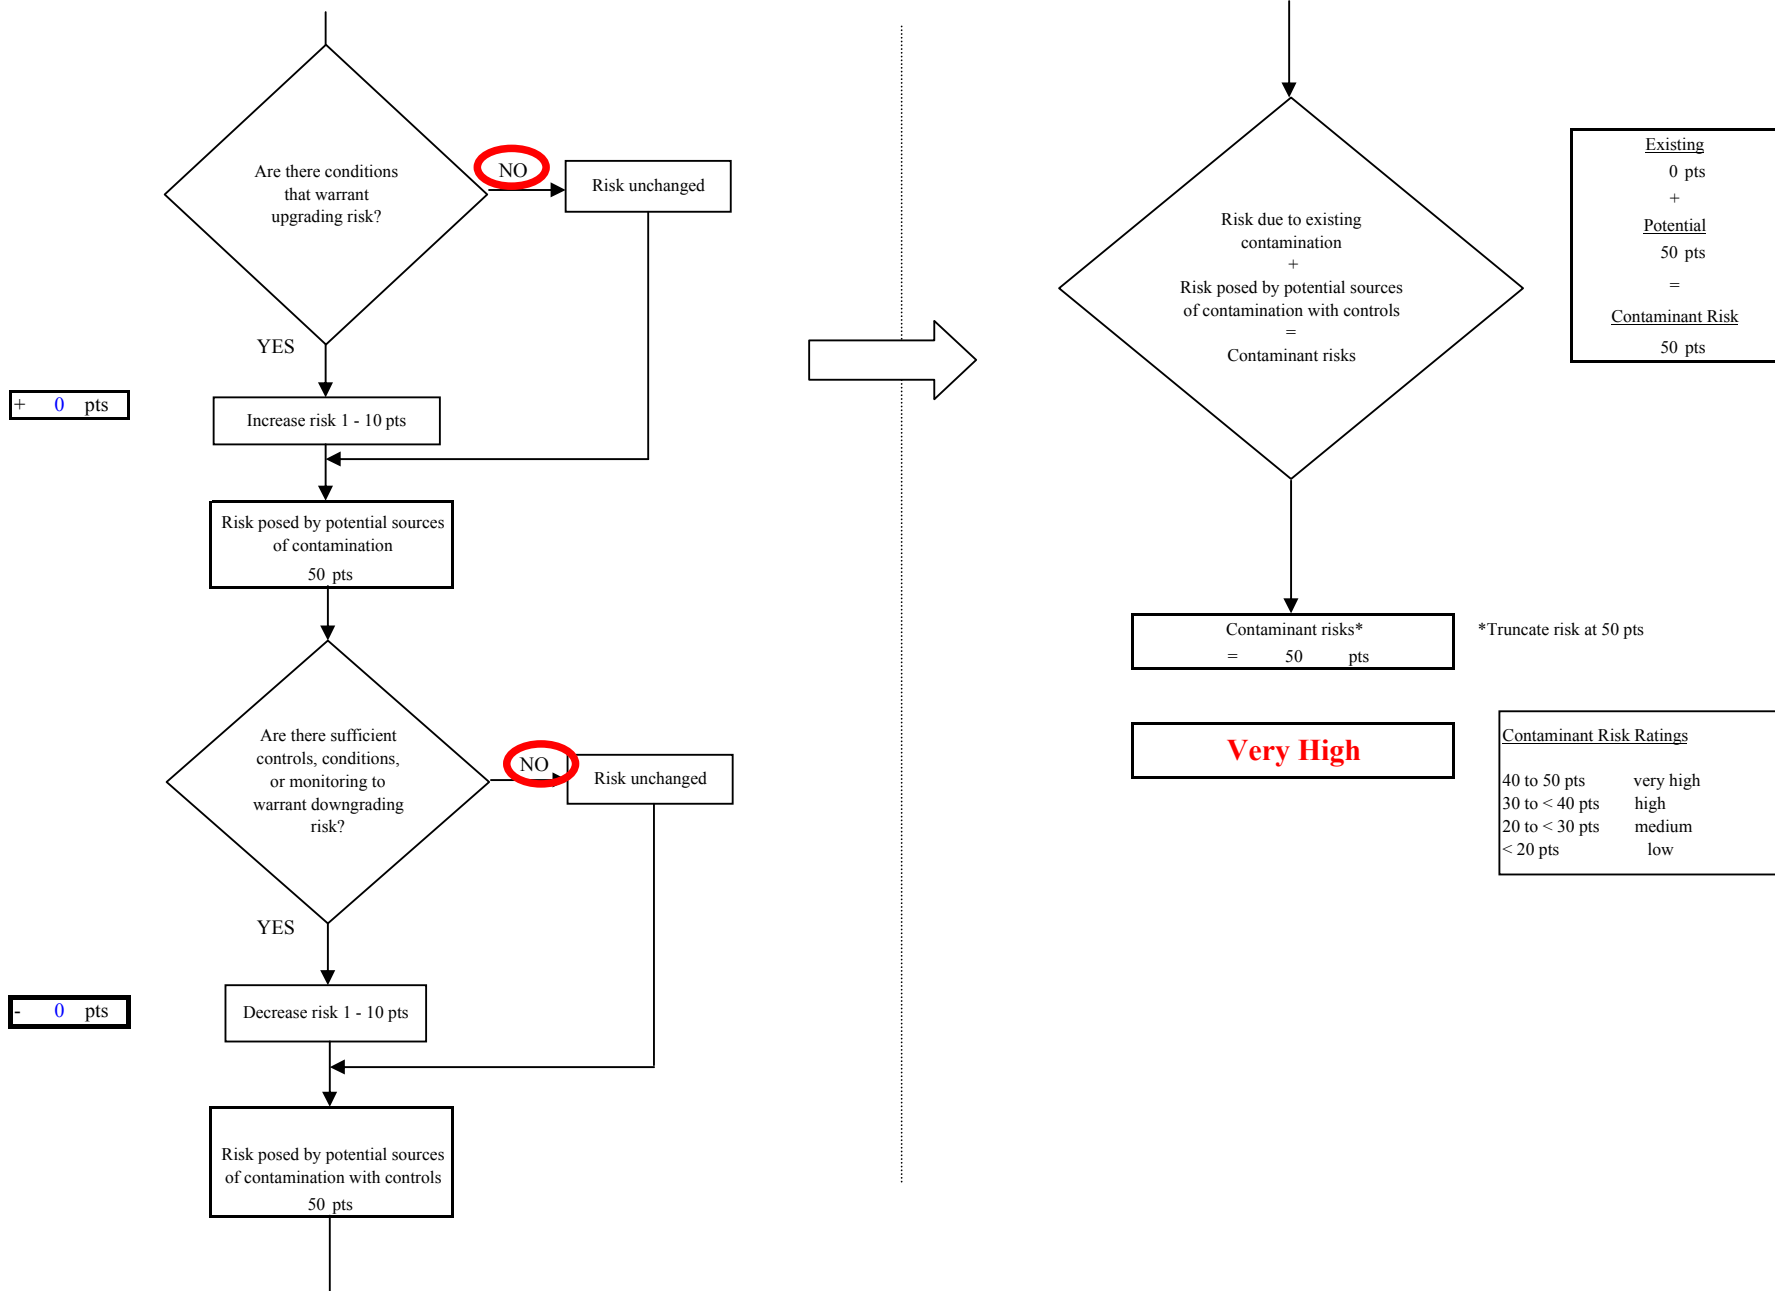 Are there conditions
that warrant
upgrading risk?
NO
Risk unchanged
YES
+ 0 pts
Increase risk 1 - 10 pts
Risk posed by potential sources
of contamination
50 pts
Are there sufficient
controls, conditions,
or monitoring to
warrant downgrading
risk?
NO
Risk unchanged
YES
- 0 pts
Decrease risk 1 - 10 pts
Risk posed by potential sources
of contamination with controls
50 pts
Risk due to existing
contamination
+
Risk posed by potential sources
of contamination with controls
=
Contaminant risks
Existing
0 pts
+
Potential
50 pts
=
Contaminant Risk
50 pts
Contaminant risks*
= 50 pts
*Truncate risk at 50 pts
Very High
Contaminant Risk Ratings
40 to 50 pts very high
30 to < 40 pts high
20 to < 30 pts medium
< 20 pts low